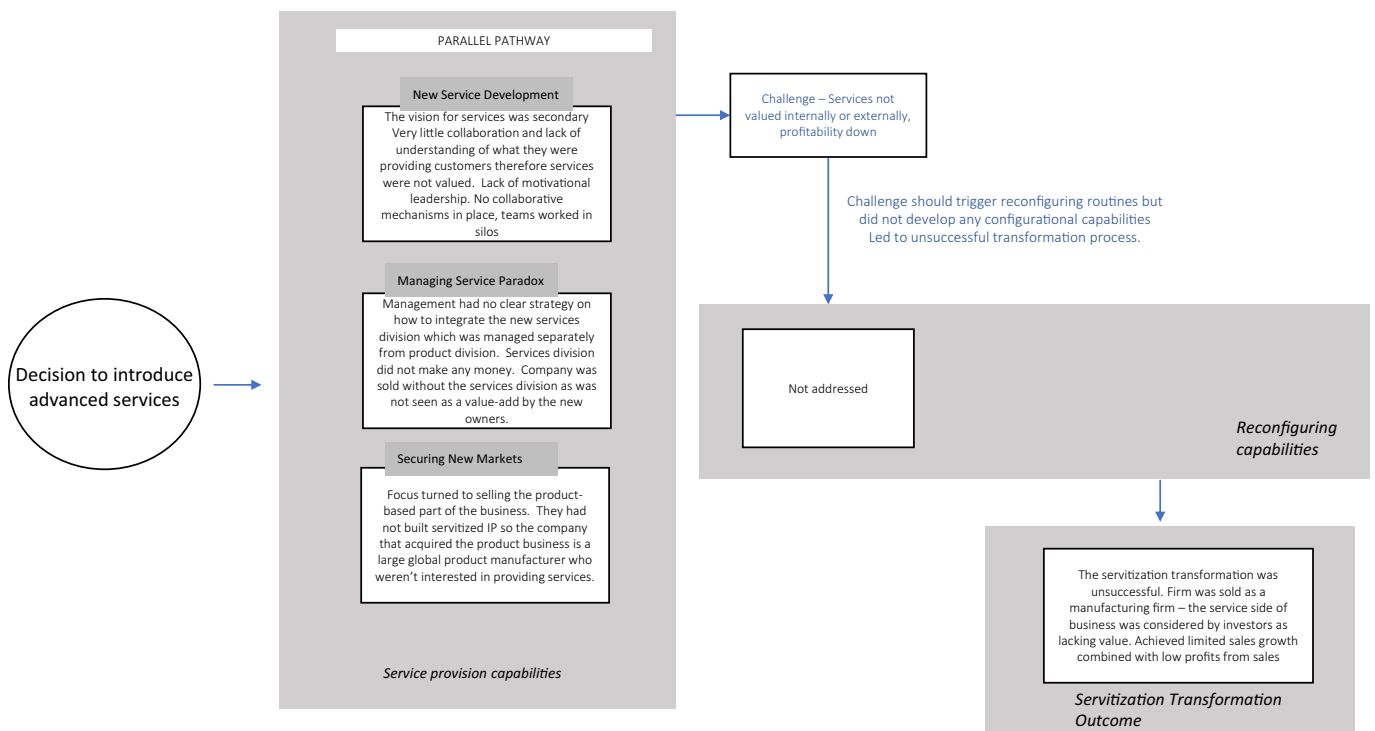 PARALLEL PATHWAY
New Service Development
The vision for services was secondary
Very little collaboration and lack of
understanding of what they were
providing customers therefore services
were not valued.  Lack of motivational
leadership. No collaborative
mechanisms in place, teams worked in
silos
Managing Service Paradox
Management had no clear strategy on
how to integrate the new services
division which was managed separately
from product division.  Services division
did not make any money.  Company was
sold without the services division as was
not seen as a value-add by the new
owners.
Securing New Markets
Focus turned to selling the product-
based part of the business.  They had
not built servitized IP so the company
that acquired the product business is a
large global product manufacturer who
weren’t interested in providing services.
Service provision capabilities
Decision to introduce
advanced services
Challenge – Services not
valued internally or externally,
profitability down
Challenge should trigger reconfiguring routines but
did not develop any configurational capabilities
Led to unsuccessful transformation process.
Not addressed
Reconfiguring
capabilities
The servitization transformation was
unsuccessful. Firm was sold as a
manufacturing firm – the service side of
business was considered by investors as
lacking value. Achieved limited sales growth
combined with low profits from sales
Servitization Transformation
Outcome